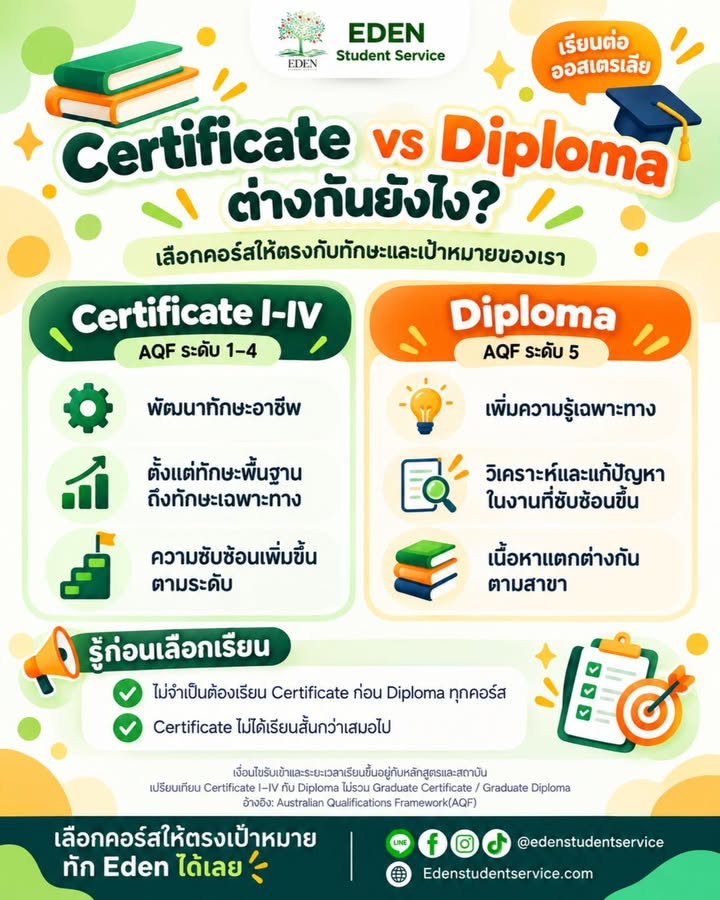 EDEN
EDEN
Student Service
เรียนต่อ
ออสเตรเลีย
Certificate vs Diploma
ต่างกันยังไง?
เลือกคอร์สให้ตรงกับทักษะและเป้าหมายของเรา
Certificate I-IV
AQF ระดับ 1-4
พัฒนาทักษะอาชีพ
ตั้งแต่ทักษะพื้นฐาน
ถึงทักษะเฉพาะทาง
ความซับซ้อนเพิ่มขึ้น
ตามระดับ
Diploma
AQF ระดับ 5
เพิ่มความรู้เฉพาะทาง
วิเคราะห์และแก้ปัญหา
ในงานที่ซับซ้อนขึ้น
เนื้อหาแตกต่างกัน
ตามสาขา
รู้ก่อนเลือกเรียน
ไม่จำเป็นต้องเรียน Certificate ก่อน Diploma ทุกคอร์ส
Certificate ไม่ได้เรียนสั้นกว่าเสมอไป
เงื่อนไขรับเข้าและระยะเวลาเรียนขึ้นอยู่กับหลักสูตรและสถาบัน
เปรียบเทียบ Certificate I–IV กับ Diploma ไม่รวม Graduate Certificate / Graduate Diploma
อ้างอิง: Australian Qualifications Framework(AQF)
เลือกคอร์สให้ตรงเป้าหมาย
ทัก Eden ได้เลย
LINE
@edenstudentservice
Edenstudentservice.com